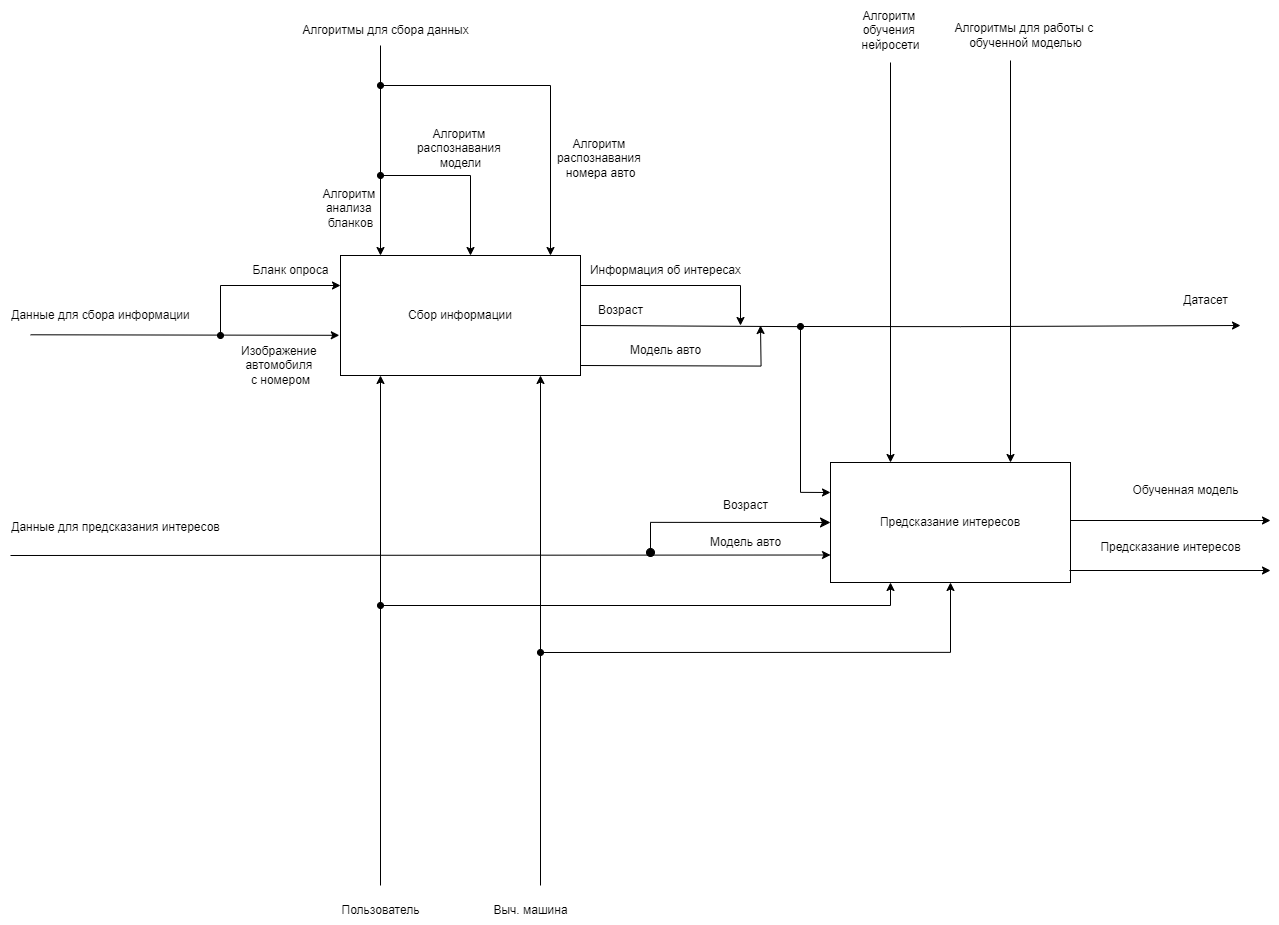 Алгоритмы для сбора данных
Алгоритм
обучения
нейросети
Алгоритмы для работы с
обученной моделью
Алгоритм
распознавания
модели
Алгоритм
распознавания
номера авто
Алгоритм
анализа
бланков
Бланк опроса
Данные для сбора информации
Изображение
автомобиля
с номером
Сбор информации
Информация об интересах
Возраст
Модель авто
Датасет
Данные для предсказания интересов
Возраст
Модель авто
Предсказание интересов
Обученная модель
Предсказание интересов
Пользователь
Выч. машина